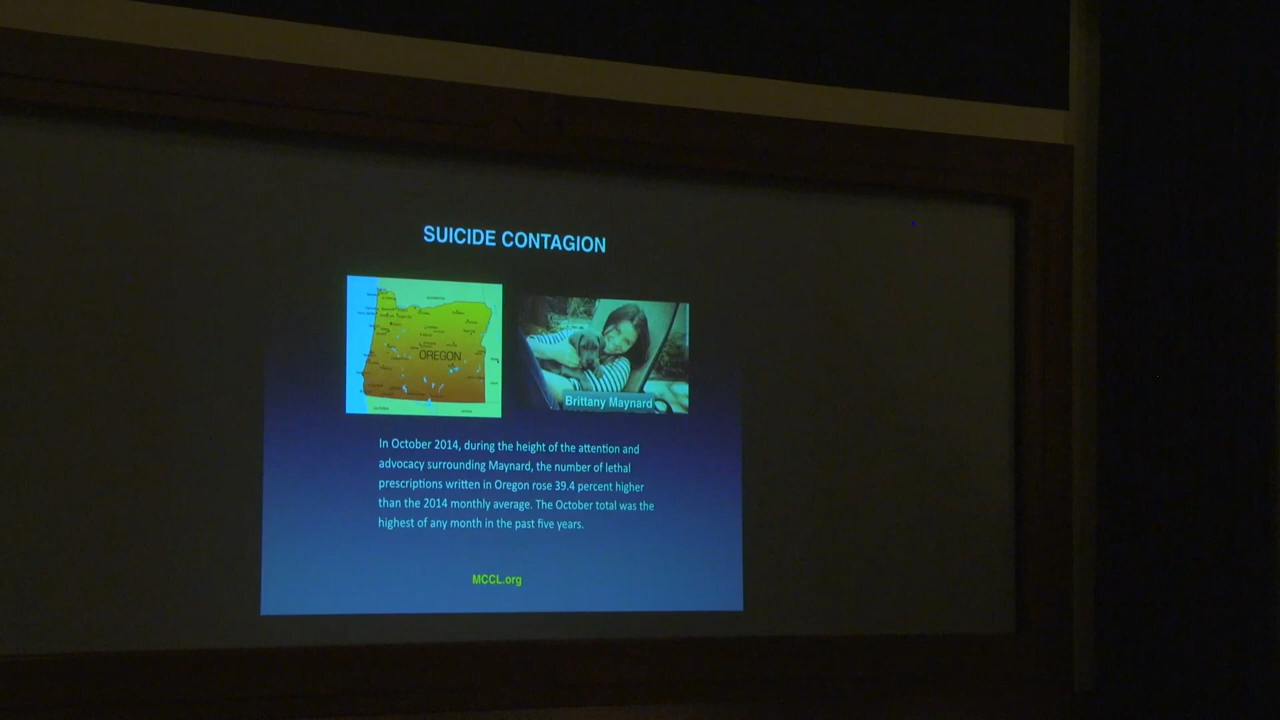 SUICIDE CONTAGION
OREGON
Brittany Maynard
In October 2014, during the height of the attention and
advocacy surrounding Maynard, the number of lethal
prescriptions written in Oregon rose 39.4 percent higher
than the 2014 monthly average. The October total was the
highest of any month in the past five years.
MCCL.org